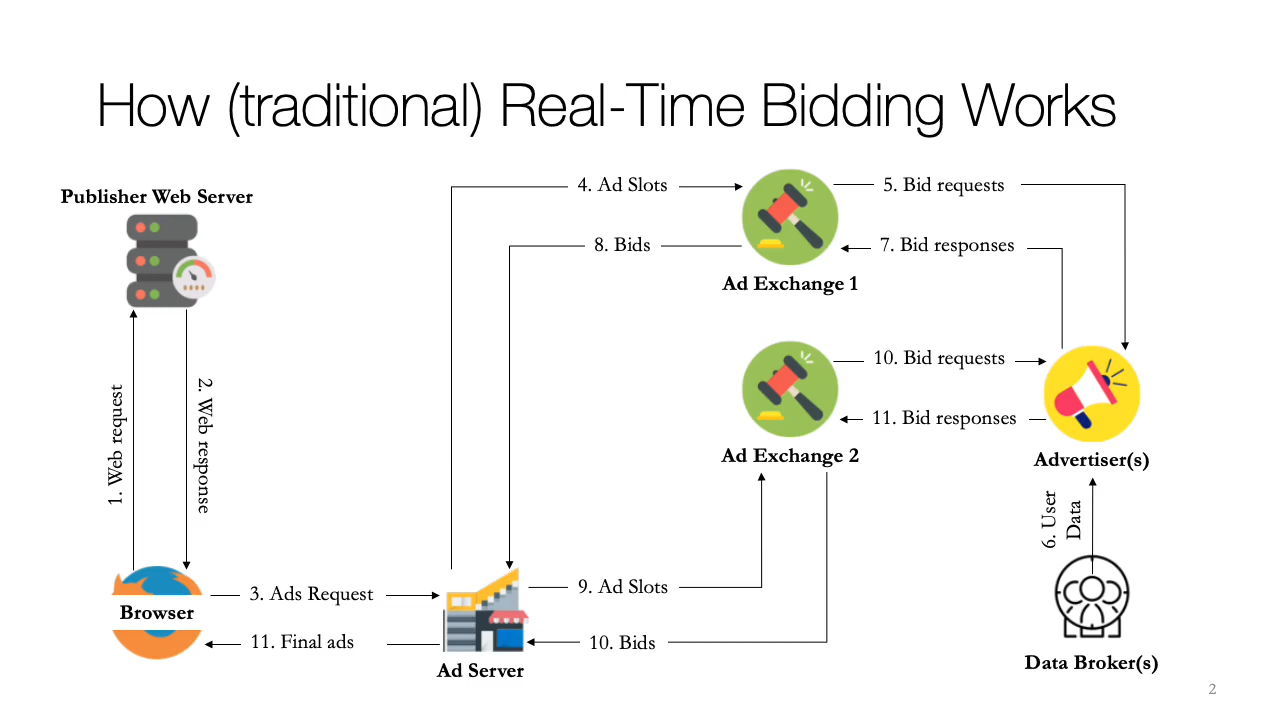 How (traditional) Real-Time Bidding Works
Publisher Web Server
4. Ad Slots
5. Bid requests
8. Bids
7. Bid responses
Ad Exchange 1
1. Web request
2. Web response
10. Bid requests
11. Bid responses
Ad Exchange 2
Advertiser(s)
6. User
Data
Browser
3. Ads Request
9. Ad Slots
11. Final ads
10. Bids
Ad Server
Data Broker(s)
2